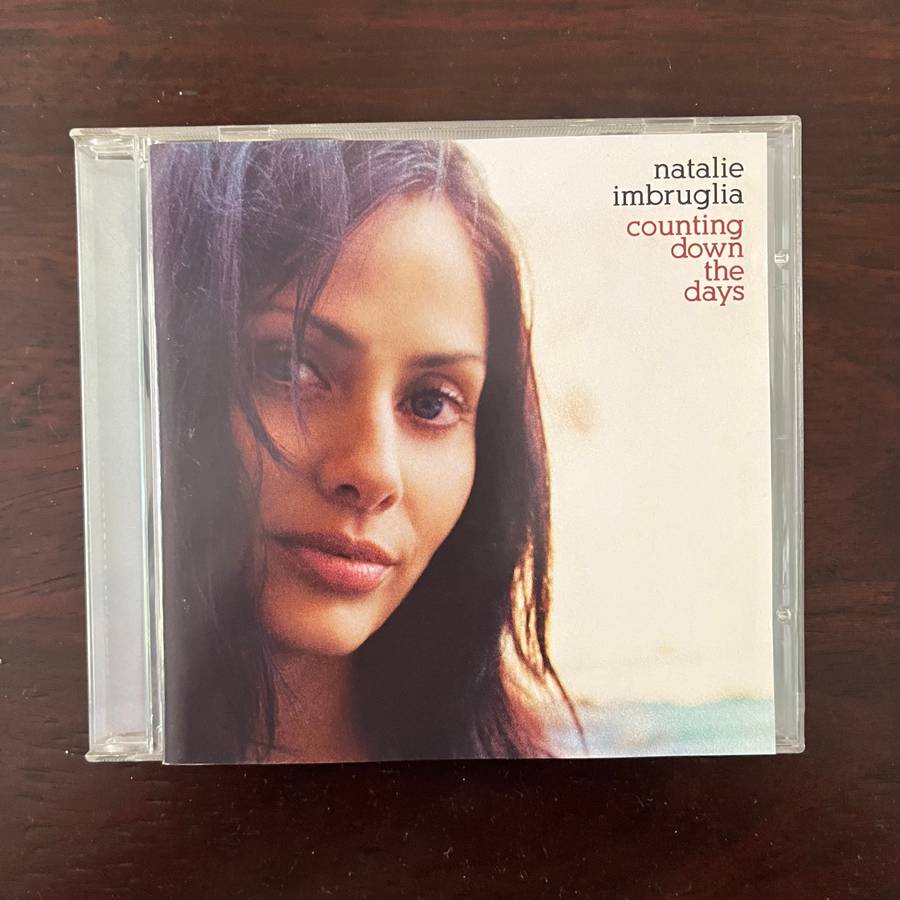 natalie
imbruglia
counting
down
the
days